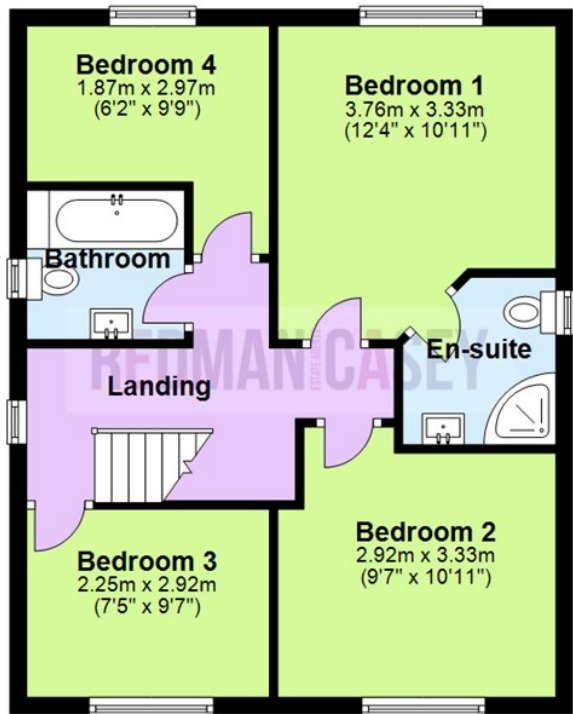 Bedroom 4
1.87m x 2.97m
(6'2" x 9'9")
Bedroom 1
3.76m x 3.33m
(12'4" x 10'11")
Bathroom
En-suite
REDMAN CASEY
ESTATE AGENCY
Landing
Bedroom 3
2.25m x 2.92m
(7'5" x 9'7")
Bedroom 2
2.92m x 3.33m
(9'7" x 10'11")